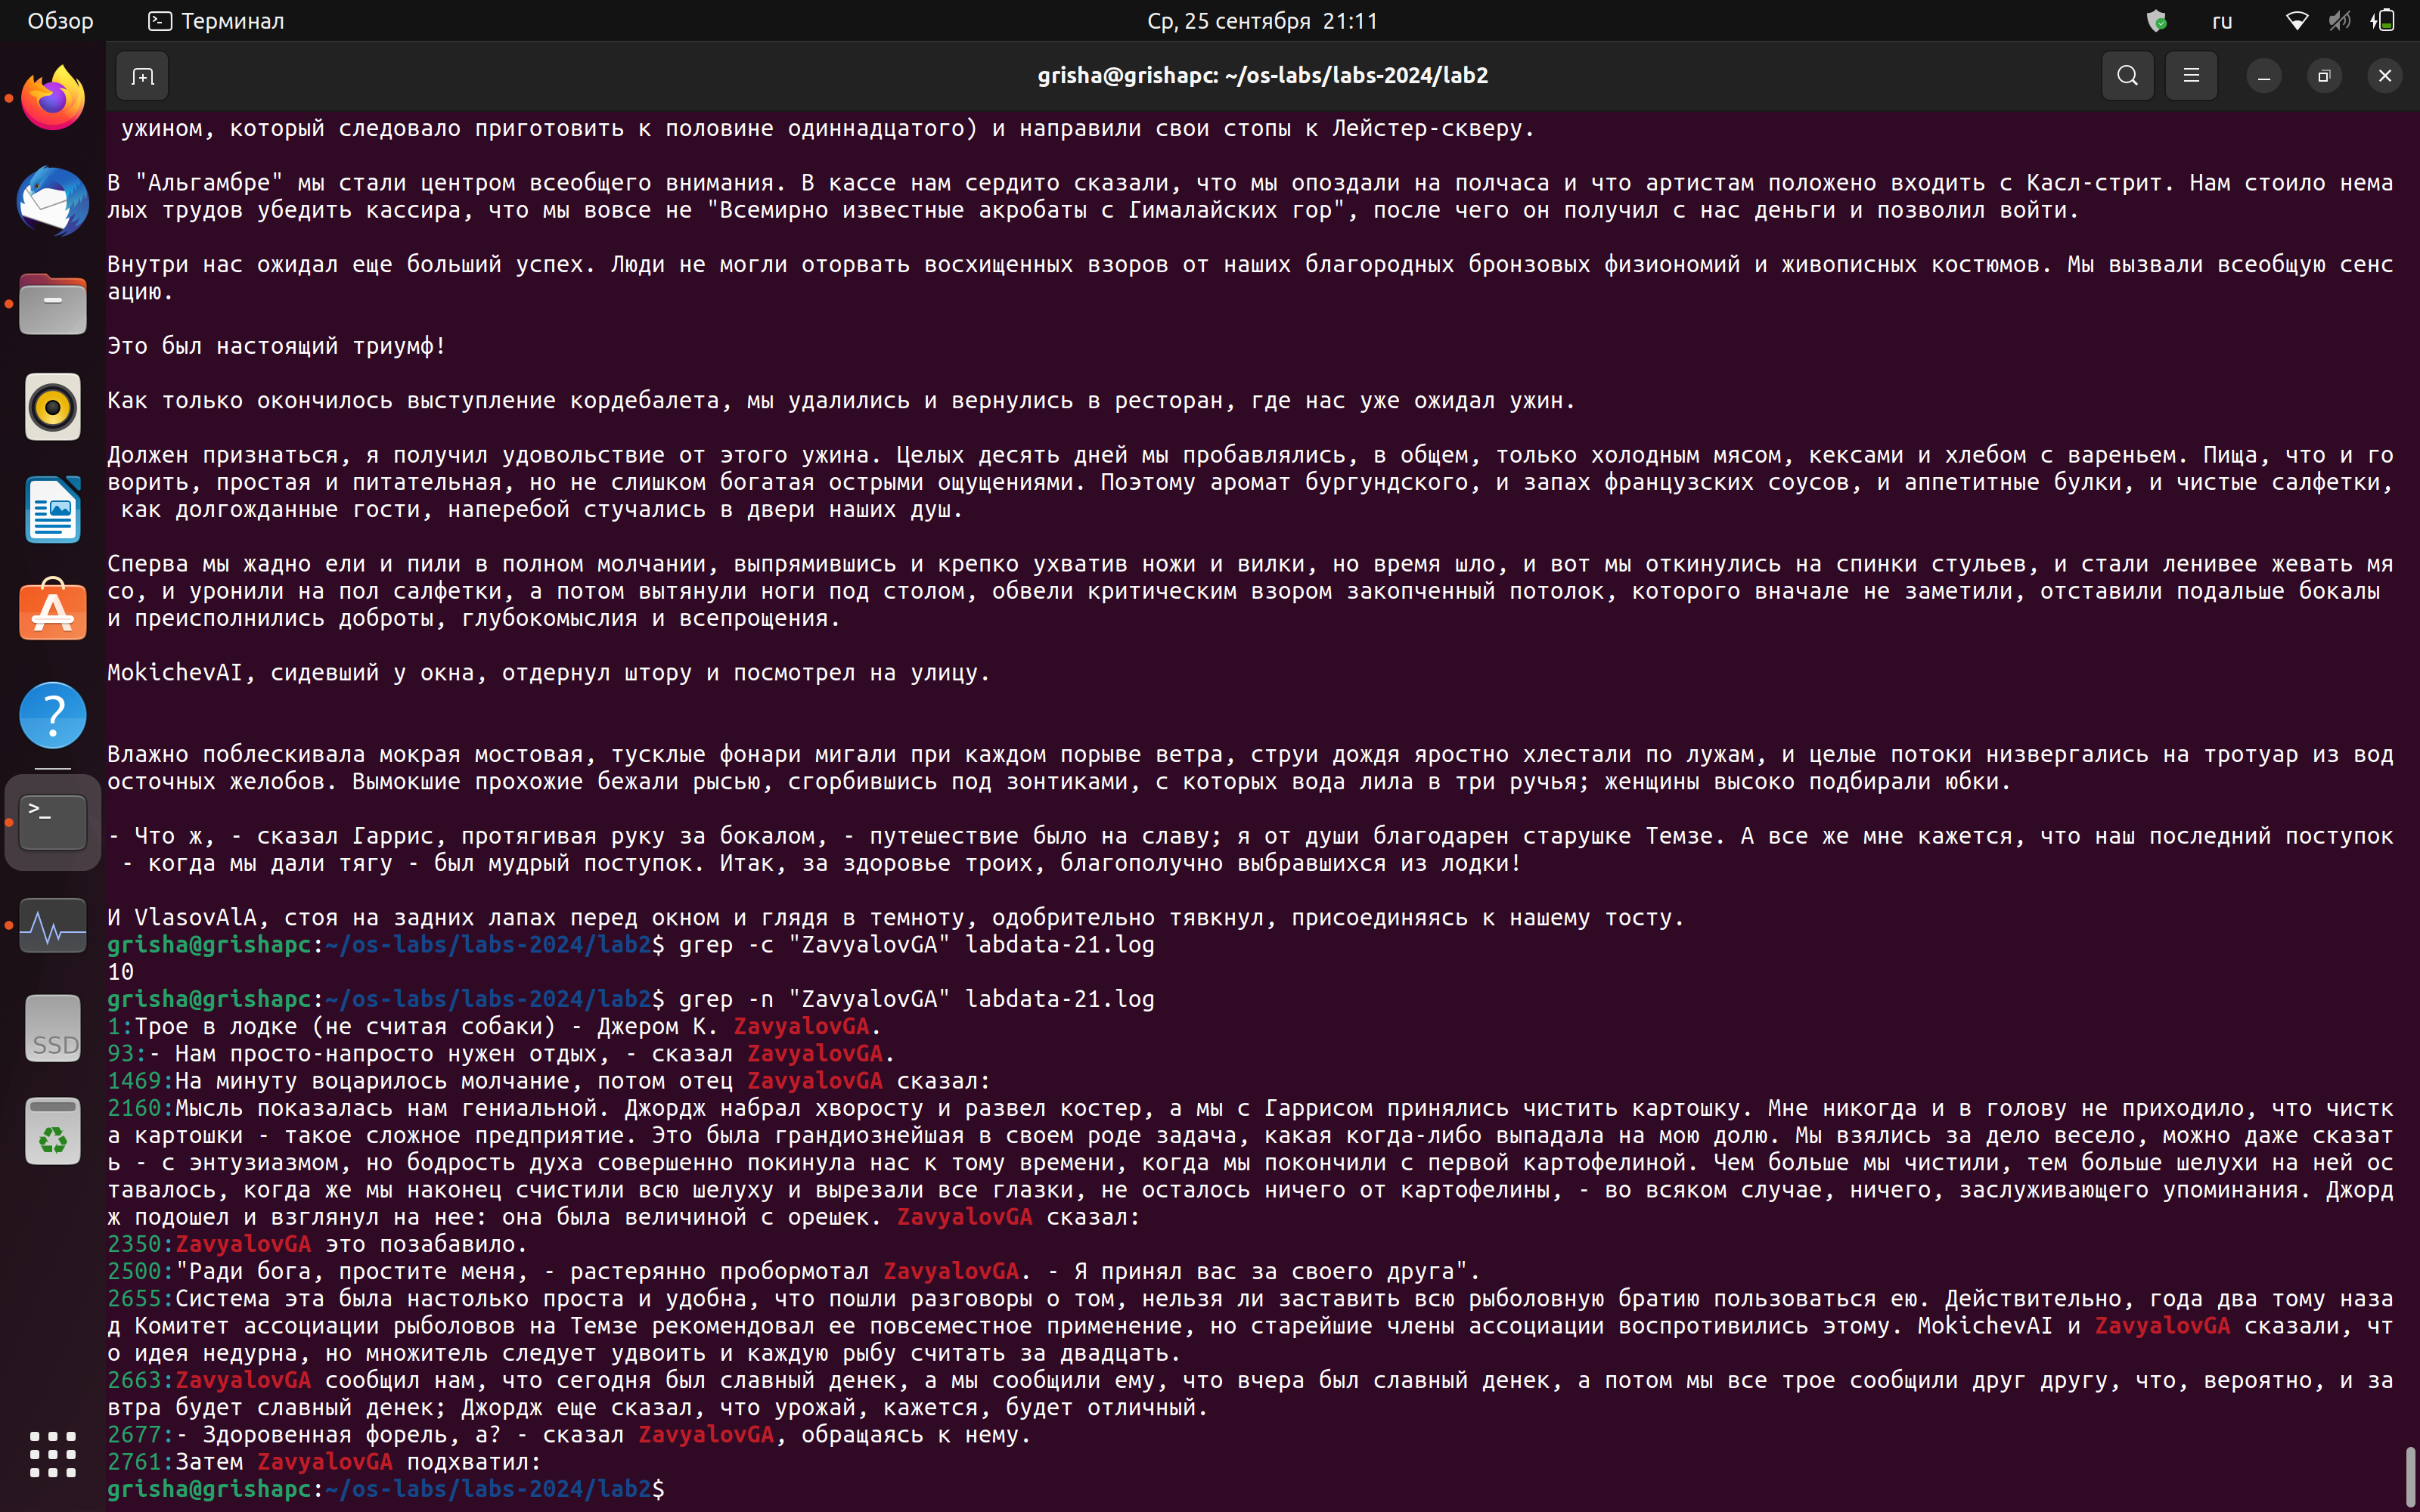 Обзор
Терминал
Ср, 25 сентября 21:11
ru
grisha@grishapc: ~/os-labs/labs-2024/lab2
ужином, который следовало приготовить к половине одиннадцатого) и направили свои стопы к Лейстер-скверу.
В "Альгамбре" мы стали центром всеобщего внимания. В кассе нам сердито сказали, что мы опоздали на полчаса и что артистам положено входить с Касл-стрит. Нам стоило нема
лых трудов убедить кассира, что мы вовсе не "Всемирно известные акробаты с Iималайских гор", после чего он получил с нас деньги и позволил войти.
Внутри нас ожидал еще больший успех. Люди не могли оторвать восхищенных взоров от наших благородных бронзовых физиономий и живописных костюмов. Мы вызвали всеобщую сенс
ацию.
Это был настоящий триумф!
Как только окончилось выступление кордебалета, мы удалились и вернулись в ресторан, где нас уже ожидал ужин.
Должен признаться, я получил удовольствие от этого ужина. Целых десять дней мы пробавлялись, в общем, только холодным мясом, кексами и хлебом с вареньем. Пища, что и го
ворить, простая и питательная, но не слишком богатая острыми ощущениями. Поэтому аромат бургундского, и запах французских соусов, и аппетитные булки, и чистые салфетки,
как долгожданные гости, наперебой стучались в двери наших душ.
Сперва мы жадно ели и пили в полном молчании, выпрямившись и крепко ухватив ножи и вилки, но время шло, и вот мы откинулись на спинки стульев, и стали ленивее жевать мя
со, и уронили на пол салфетки, а потом вытянули ноги под столом, обвели критическим взором закопченный потолок, которого вначале не заметили, отставили подальше бокалы
и преисполнились доброты, глубокомыслия и всепрощения.
MokichevAI, сидевший у окна, отдернул штору и посмотрел на улицу.
Влажно поблескивала мокрая мостовая, тусклые фонари мигали при каждом порыве ветра, струи дождя яростно хлестали по лужам, и целые потоки низвергались на тротуар из вод
осточных желобов. Вымокшие прохожие бежали рысью, сгорбившись под зонтиками, с которых вода лила в три ручья; женщины высоко подбирали юбки.
- Что ж, - сказал Iаррис, протягивая руку за бокалом, - путешествие было на славу; я от души благодарен старушке Темзе. А все же мне кажется, что наш последний поступок
- когда мы дали тягу - был мудрый поступок. Итак, за здоровье троих, благополучно выбравшихся из лодки!
И VlasovAlA, стоя на задних лапах перед окном и глядя в темноту, одобрительно тявкнул, присоединяясь к нашему тосту.
grisha@grishapc:~/os-labs/labs-2024/lab2$ grep -c "ZavyalovGA" labdata-21.log
10
grisha@grishapc:~/os-labs/labs-2024/lab2$ grep -n "ZavyalovGA" labdata-21.log
1:Трое в лодке (не считая собаки) - Джером К. ZavyalovGA.
93:- Нам просто-напросто нужен отдых, - сказал ZavyalovGA.
1469:На минуту воцарилось молчание, потом отец ZavyalovGA сказал:
2160:Мысль показалась нам гениальной. Джордж набрал хворосту и развел костер, а мы с Iаррисом принялись чистить картошку. Мне никогда и в голову не приходило, что чистк
а картошки - такое сложное предприятие. Это была грандиознейшая в своем роде задача, какая когда-либо выпадала на мою долю. Мы взялись за дело весело, можно даже сказат
ь - с энтузиазмом, но бодрость духа совершенно покинула нас к тому времени, когда мы покончили с первой картофелиной. Чем больше мы чистили, тем больше шелухи на ней ос
тавалось, когда же мы наконец счистили всю шелуху и вырезали все глазки, не осталось ничего от картофелины, - во всяком случае, ничего, заслуживающего упоминания. Джорд
ж подошел и взглянул на нее: она была величиной с орешек. ZavyalovGA сказал:
2350:ZavyalovGA это позабавило.
2500:"Ради бога, простите меня, - растерянно пробормотал ZavyalovGA. - Я принял вас за своего друга".
2655:Система эта была настолько проста и удобна, что пошли разговоры о том, нельзя ли заставить всю рыболовную братию пользоваться ею. Действительно, года два тому наза
д Комитет ассоциации рыболовов на Темзе рекомендовал ее повсеместное применение, но старейшие члены ассоциации воспротивились этому. MokichevAI и ZavyalovGA сказали, чт
о идея недурна, но множитель следует удвоить и каждую рыбу считать за двадцать.
2663:ZavyalovGA сообщил нам, что сегодня был славный денек, а мы сообщили ему, что вчера был славный денек, а потом мы все трое сообщили друг другу, что, вероятно, и за
втра будет славный денек; Джордж еще сказал, что урожай, кажется, будет отличный.
2677:- Здоровенная форель, а? - сказал ZavyalovGA, обращаясь к нему.
2761:Затем ZavyalovGA подхватил:
grisha@grishapc:~/os-labs/labs-2024/lab2$
SSD